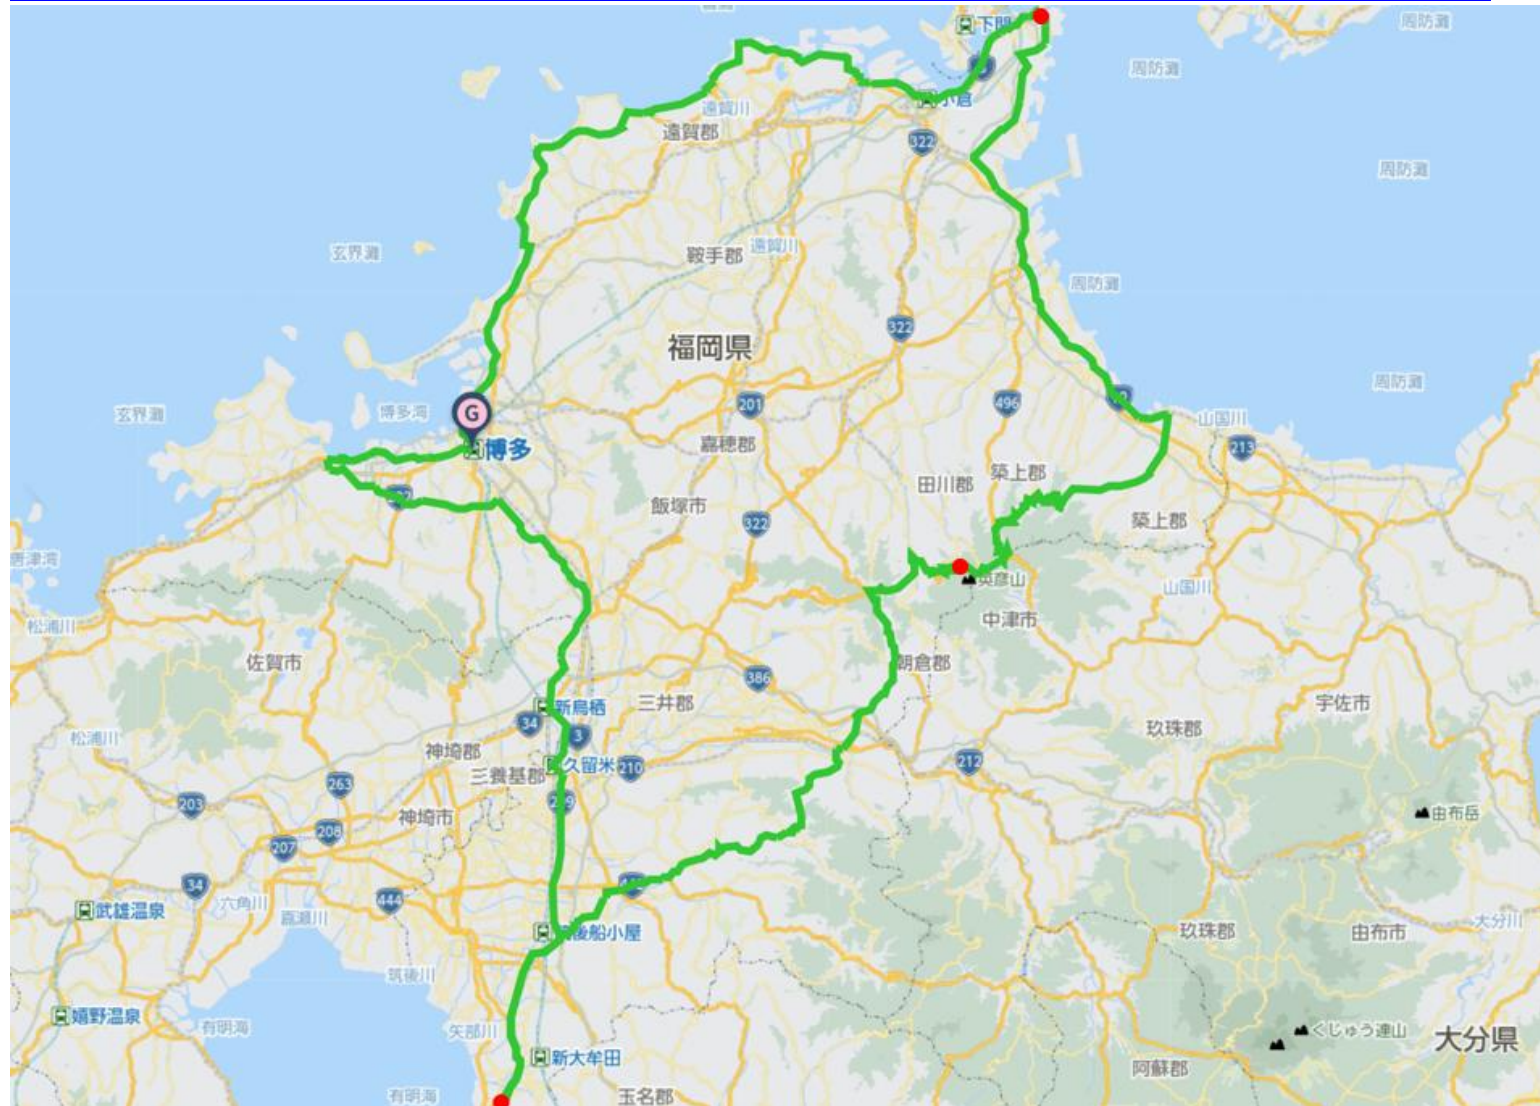 周防灘
下関
周防灘
小倉
遠賀川
遠賀郡
322
周防灘
玄界灘
鞍手郡
遠賀川
周防灘
322
福岡県
周防灘
玄界灘
博多湾
G
201
496
山国川
博多
嘉穂郡
213
田川郡
築上郡
飯塚市
322
築上郡
英彦山
山国川
松浦川
中津市
佐賀市
朝倉郡
386
新鳥栖
三井郡
宇佐市
34
3
玖珠郡
松浦川
神埼郡
久留米
210
212
三養基郡
263
203
神埼市
208
207
由布岳
34
444
武雄温泉
六角川
嘉瀬川
大分川
筑後船小屋
玖珠郡
由布市
筑後川
嬉野温泉
有明海
矢部川
くじゅう連山
大分県
新大牟田
阿蘇郡
有明海
玉名郡